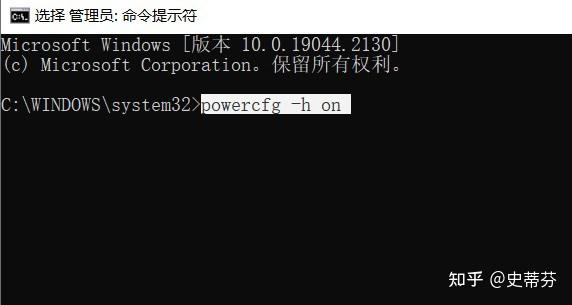 选择 管理员: 命令提示符
Microsoft Windows [版本 10.0.19044.2130]
(c) Microsoft Corporation。保留所有权利。
C:\WINDOWS\system32>powercfg -h on
知乎 @史蒂芬